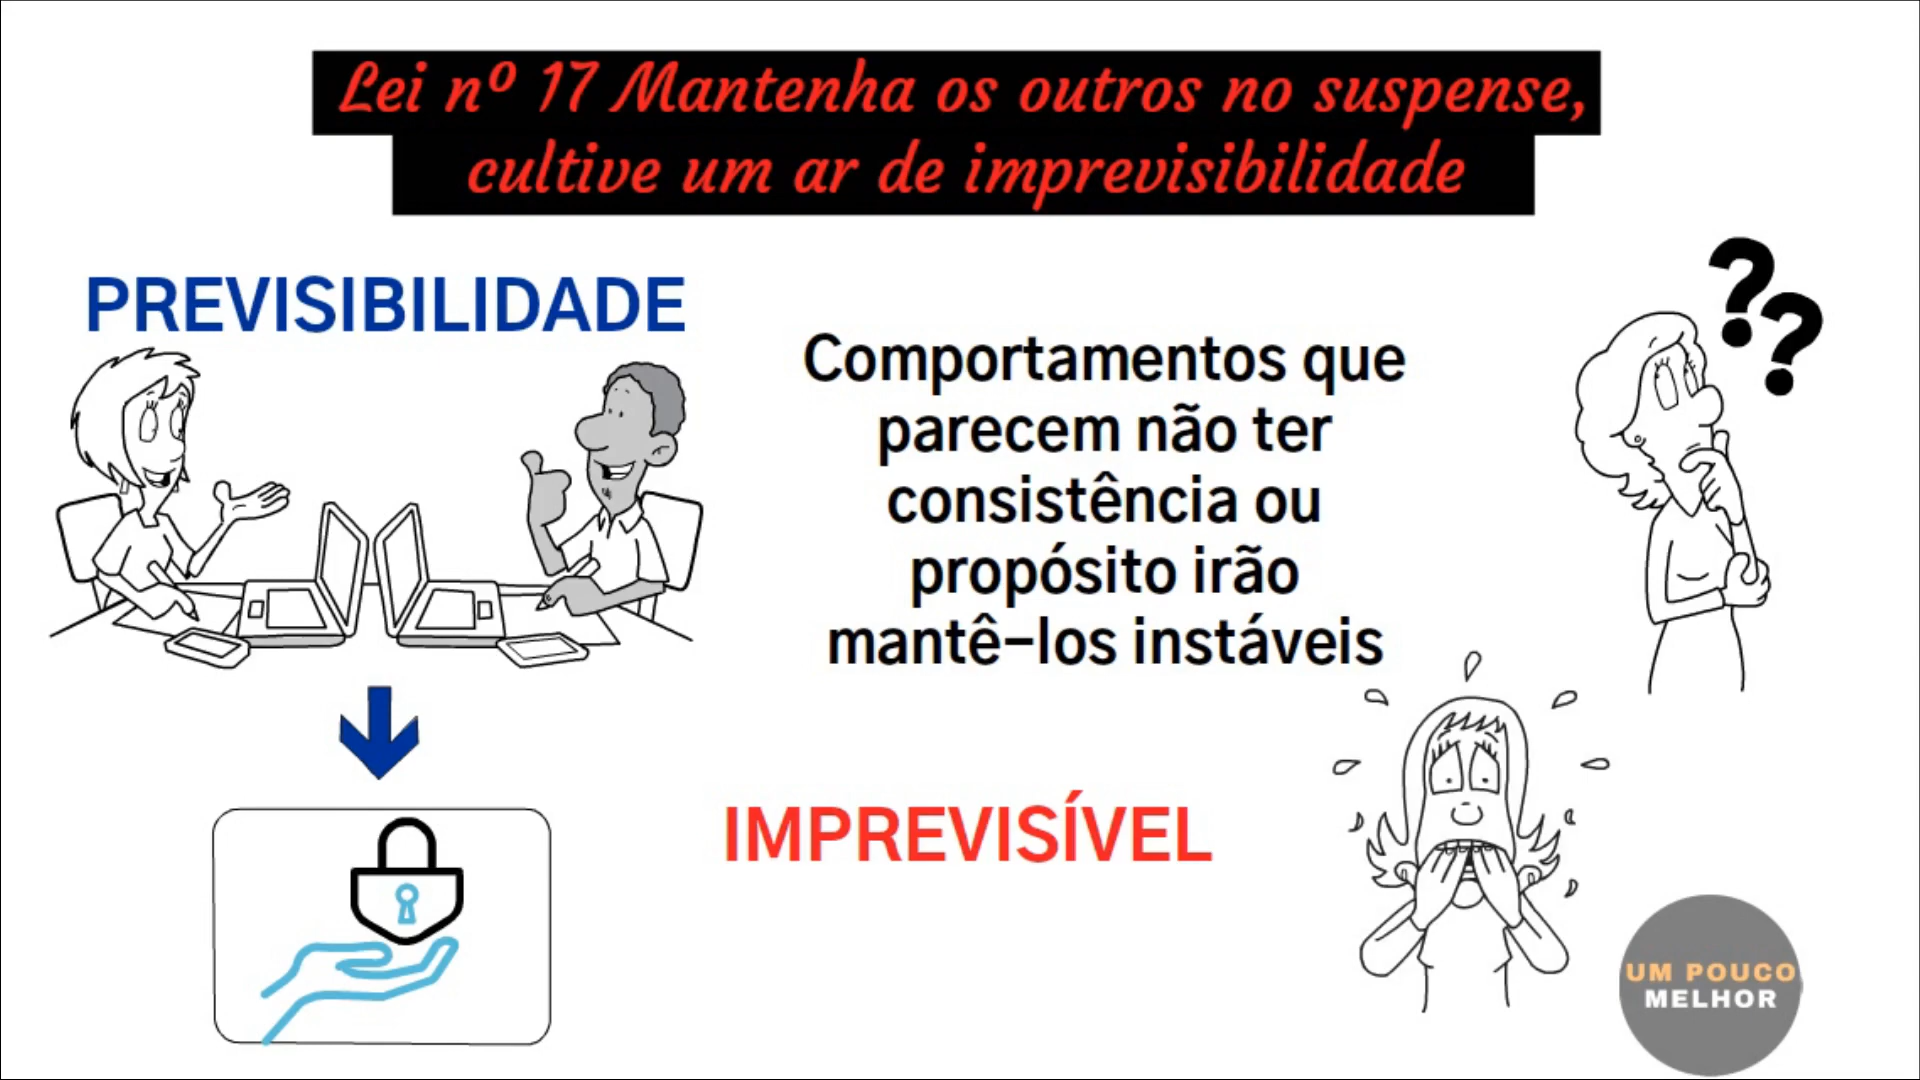 Lei nº 17 Mantenha os outros no suspense,
cultive um ar de imprevisibilidade
PREVISIBILIDADE
Comportamentos que
parecem não ter
consistência ou
propósito irão
mantê-los instáveis
??
IMPREVISÍVEL
UM POUCO
MELHOR